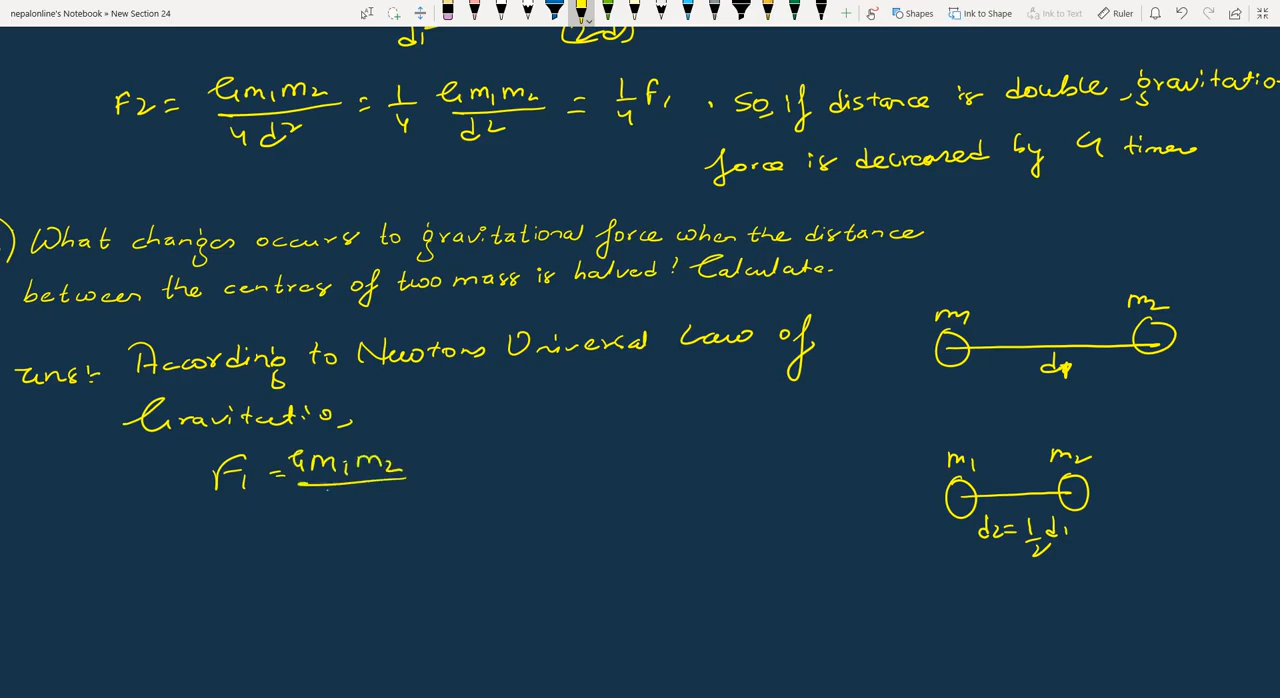 nepalonline's Notebook » New Section 24
Shapes Ink to Shape Ink to Text Ruler
d1 (2d)
F2 = Gm1m2 / 4d² = 1/4 Gm1m2 / d² = 1/4 F1 . So, if distance is double, gravitatio
force is decreased by 4 times
) What changes occurs to gravitational force when the distance
between the centres of two mass is halved? Calculate.
m1 m2
Ans:- According to Newtons Universal Law of
d1
Gravitatio,
F1 = Gm1m2
m1 m2
d2 = 1/2 d1